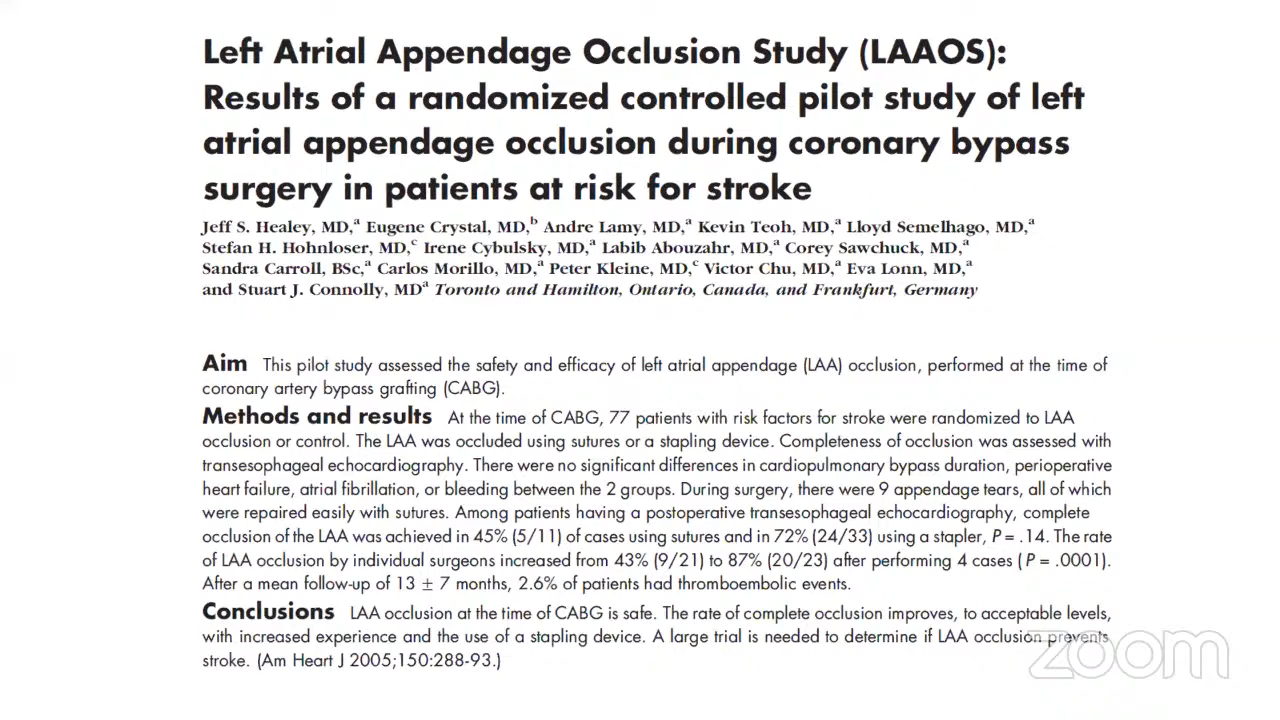 Left Atrial Appendage Occlusion Study (LAAOS):
Results of a randomized controlled pilot study of left
atrial appendage occlusion during coronary bypass
surgery in patients at risk for stroke
Jeff S. Healey, MD,a Eugene Crystal, MD,b Andre Lamy, MD,a Kevin Teoh, MD,a Lloyd Semelhago, MD,a
Stefan H. Hohnloser, MD,c Irene Cybulsky, MD,a Labib Abouzahr, MD,a Corey Sawchuck, MD,a
Sandra Carroll, BSc,a Carlos Morillo, MD,a Peter Kleine, MD,c Victor Chu, MD,a Eva Lonn, MD,a
and Stuart J. Connolly, MDa Toronto and Hamilton, Ontario, Canada, and Frankfurt, Germany
Aim This pilot study assessed the safety and efficacy of left atrial appendage (LAA) occlusion, performed at the time of
coronary artery bypass grafting (CABG).
Methods and results At the time of CABG, 77 patients with risk factors for stroke were randomized to LAA
occlusion or control. The LAA was occluded using sutures or a stapling device. Completeness of occlusion was assessed with
transesophageal echocardiography. There were no significant differences in cardiopulmonary bypass duration, perioperative
heart failure, atrial fibrillation, or bleeding between the 2 groups. During surgery, there were 9 appendage tears, all of which
were repaired easily with sutures. Among patients having a postoperative transesophageal echocardiography, complete
occlusion of the LAA was achieved in 45% (5/11) of cases using sutures and in 72% (24/33) using a stapler, P = .14. The rate
of LAA occlusion by individual surgeons increased from 43% (9/21) to 87% (20/23) after performing 4 cases (P = .0001).
After a mean follow-up of 13 ± 7 months, 2.6% of patients had thromboembolic events.
Conclusions LAA occlusion at the time of CABG is safe. The rate of complete occlusion improves, to acceptable levels,
with increased experience and the use of a stapling device. A large trial is needed to determine if LAA occlusion prevents
stroke. (Am Heart J 2005;150:288-93.)
zoom